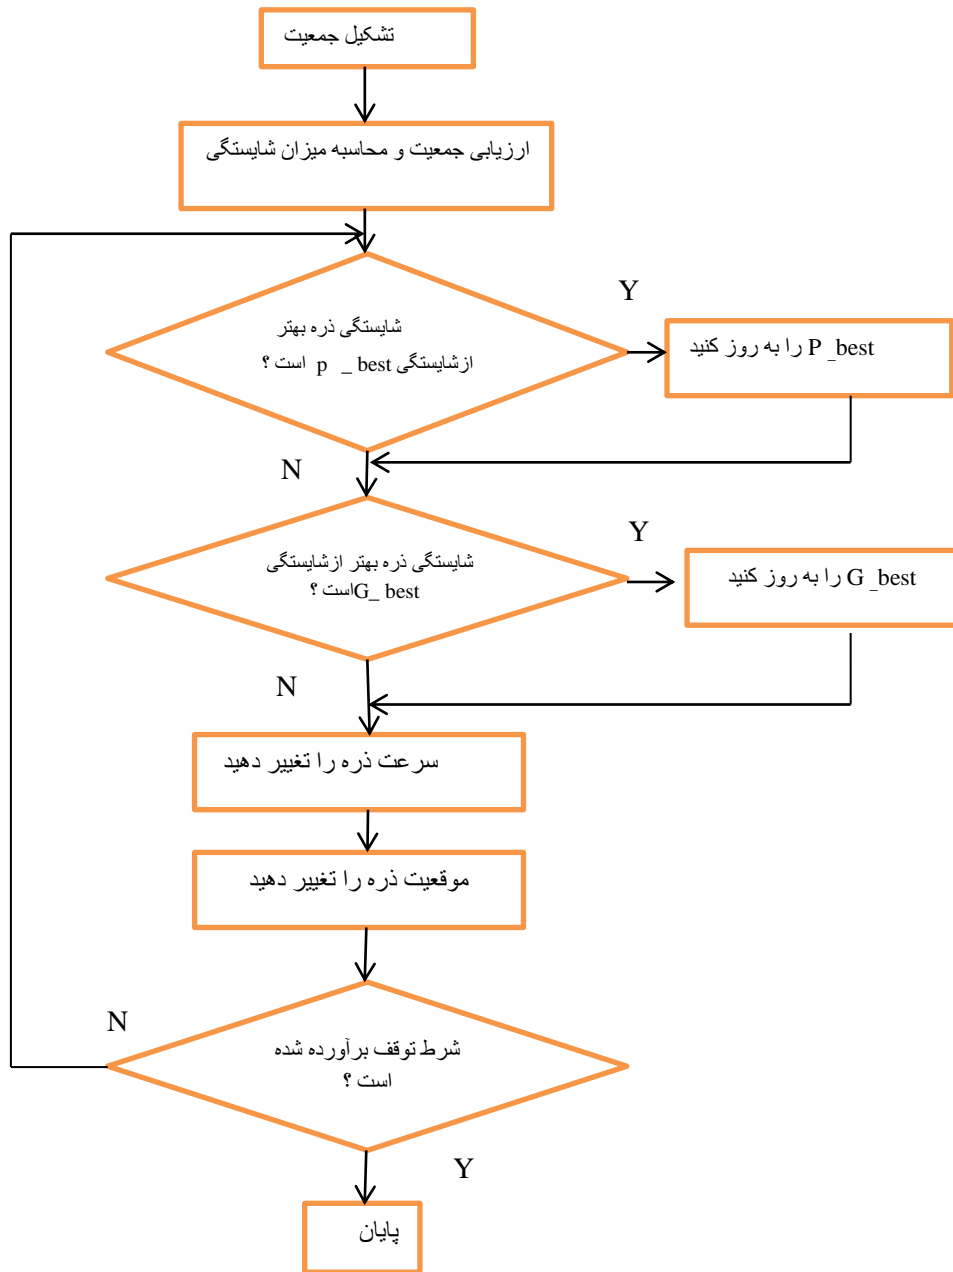 تشکیل جمعیت
ارزیابی جمعیت و محاسبه میزان شایستگی
شایستگی ذره بهتر
ازشایستگی p _ best است ؟
Y
P _best را به روز کنید
N
شایستگی ذره بهتر ازشایستگی
G_ bestاست ؟
Y
G _best را به روز کنید
N
سرعت ذره را تغییر دهید
موقعیت ذره را تغییر دهید
شرط توقف برآورده شده
است ؟
N
Y
پایان